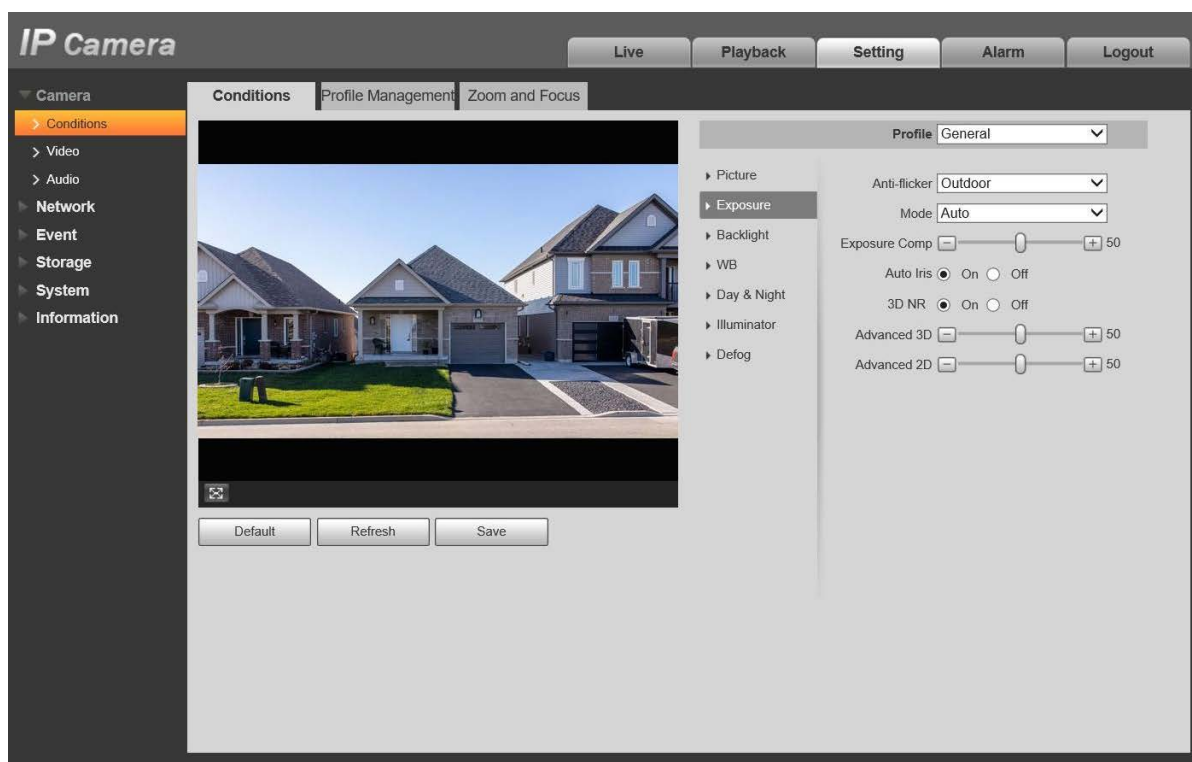 IP Camera
Live
Playback
Setting
Alarm
Logout
Camera
Conditions
Video
Audio
Network
Event
Storage
System
Information
Conditions
Profile Management
Zoom and Focus
Default
Refresh
Save
Profile General
Picture
Exposure
Backlight
WB
Day & Night
Illuminator
Defog
Anti-flicker Outdoor
Mode Auto
Exposure Comp 50
Auto Iris On Off
3D NR On Off
Advanced 3D 50
Advanced 2D 50